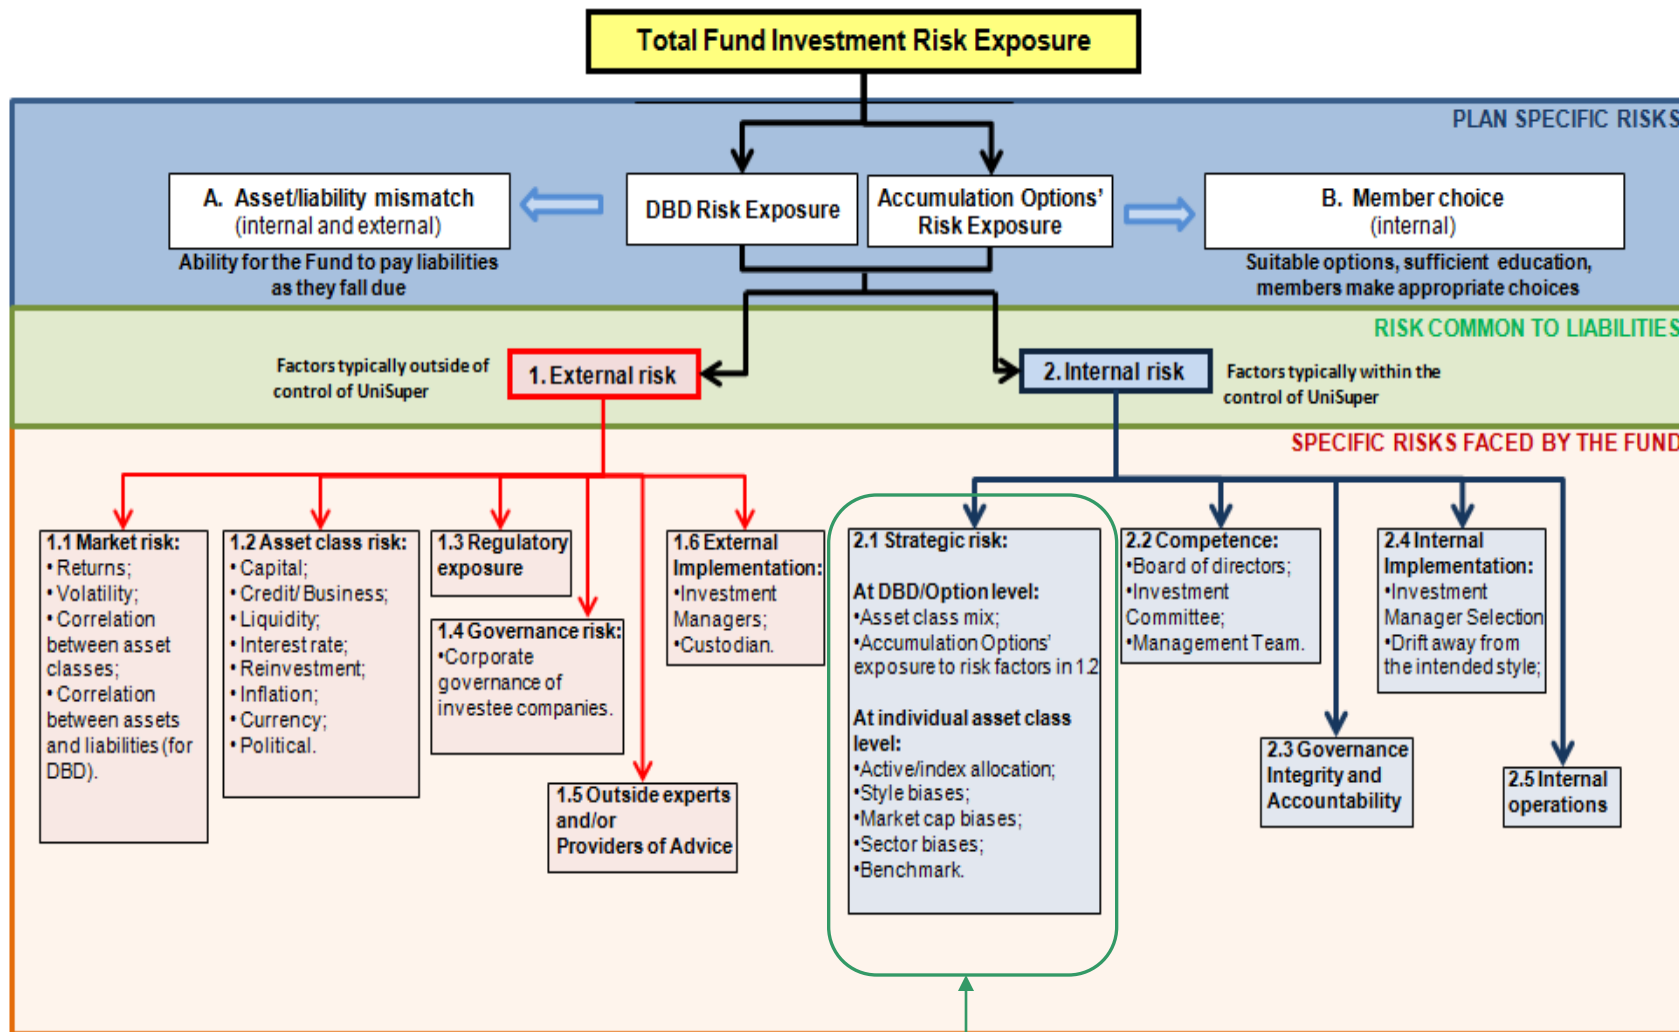 Total Fund Investment Risk Exposure
PLAN SPECIFIC RISKS
A. Asset/liability mismatch
(internal and external)
Ability for the Fund to pay liabilities
as they fall due
DBD Risk Exposure
Accumulation Options'
Risk Exposure
B. Member choice
(internal)
Suitable options, sufficient education,
members make appropriate choices
RISK COMMON TO LIABILITIES
Factors typically outside of
control of UniSuper
1. External risk
2. Internal risk
Factors typically within the
control of UniSuper
SPECIFIC RISKS FACED BY THE FUND
1.1 Market risk:
• Returns;
• Volatility;
• Correlation
between asset
classes;
• Correlation
between assets
and liabilities (for
DBD).
1.2 Asset class risk:
• Capital;
• Credit/ Business;
• Liquidity;
• Interest rate;
• Reinvestment;
• Inflation;
• Currency;
• Political.
1.3 Regulatory
exposure
1.4 Governance risk:
• Corporate
governance of
investee companies.
1.5 Outside experts
and/or
Providers of Advice
1.6 External
Implementation:
• Investment
Managers;
• Custodian.
2.1 Strategic risk:
At DBD/Option level:
•Asset class mix;
•Accumulation Options'
exposure to risk factors in 1.2
At individual asset class
level:
•Active/index allocation;
•Style biases;
•Market cap biases;
•Sector biases;
•Benchmark.
2.2 Competence:
•Board of directors;
•Investment
Committee;
•Management Team.
2.3 Governance
Integrity and
Accountability
2.4 Internal
Implementation:
•Investment
Manager Selection
•Drift away from
the intended style;
2.5 Internal
operations